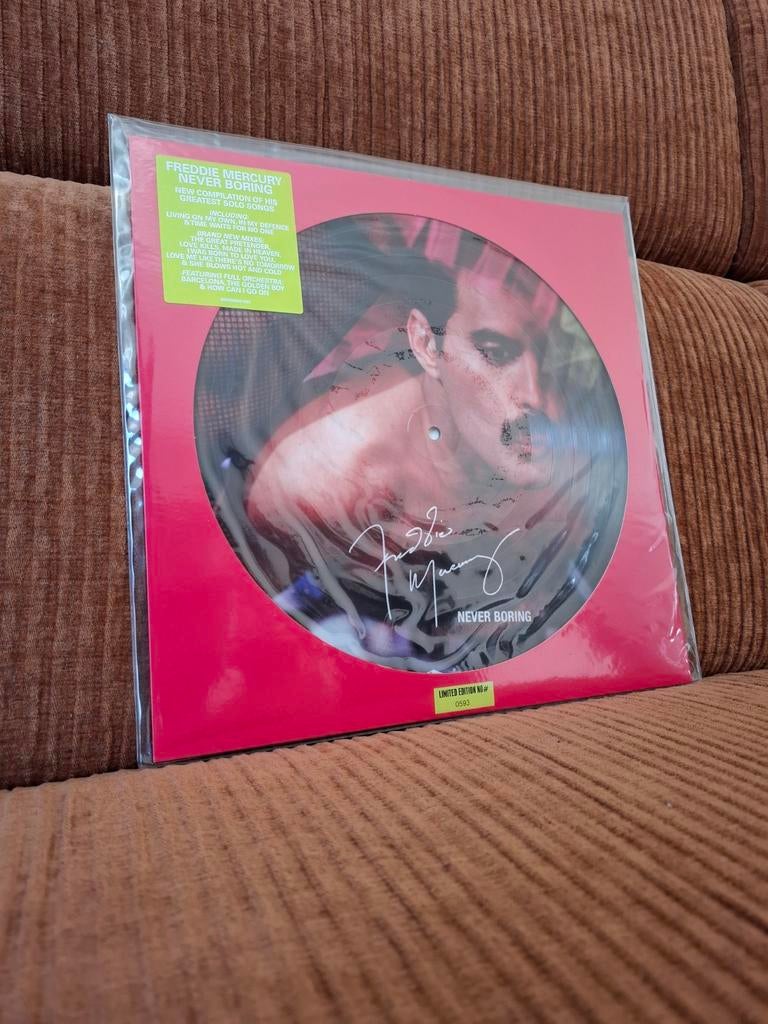 FREDDIE MERCURY
NEVER BORING
NEW COMPILATION OF HIS
GREATEST SOLO SONGS
INCLUDING:
LIVING ON MY OWN, IN MY DEFENCE
& TIME WAITS FOR NO ONE
BRAND NEW MIXES:
THE GREAT PRETENDER,
LOVE KILLS, MADE IN HEAVEN,
I WAS BORN TO LOVE YOU,
LOVE ME LIKE THERE'S NO TOMORROW
& SHE BLOWS HOT AND COLD
FEATURING FULL ORCHESTRA:
BARCELONA, THE GOLDEN BOY
& HOW CAN I GO ON
Freddie
Mercury
NEVER BORING
LIMITED EDITION NO#
0593